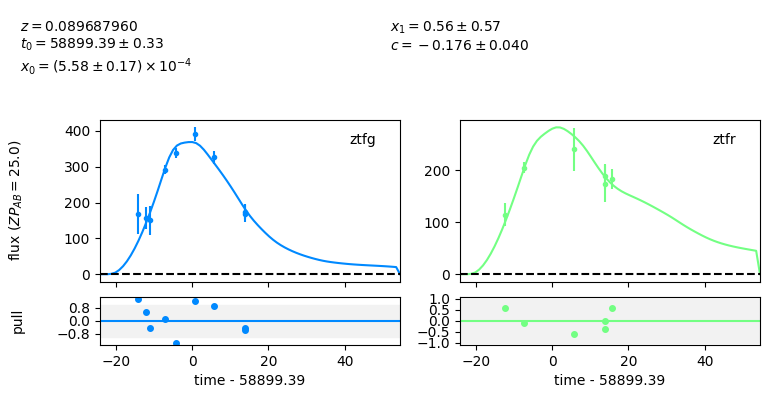 z = 0.089687960
t₀ = 58899.39 ± 0.33
x₀ = (5.58 ± 0.17) × 10⁻⁴
x₁ = 0.56 ± 0.57
c = −0.176 ± 0.040
flux (ZP_AB = 25.0)
400
300
200
100
0
ztfg
200
100
0
ztfr
pull
0.8
0.0
−0.8
−20
0
20
40
time - 58899.39
1.0
0.5
0.0
−0.5
−1.0
−20
0
20
40
time - 58899.39